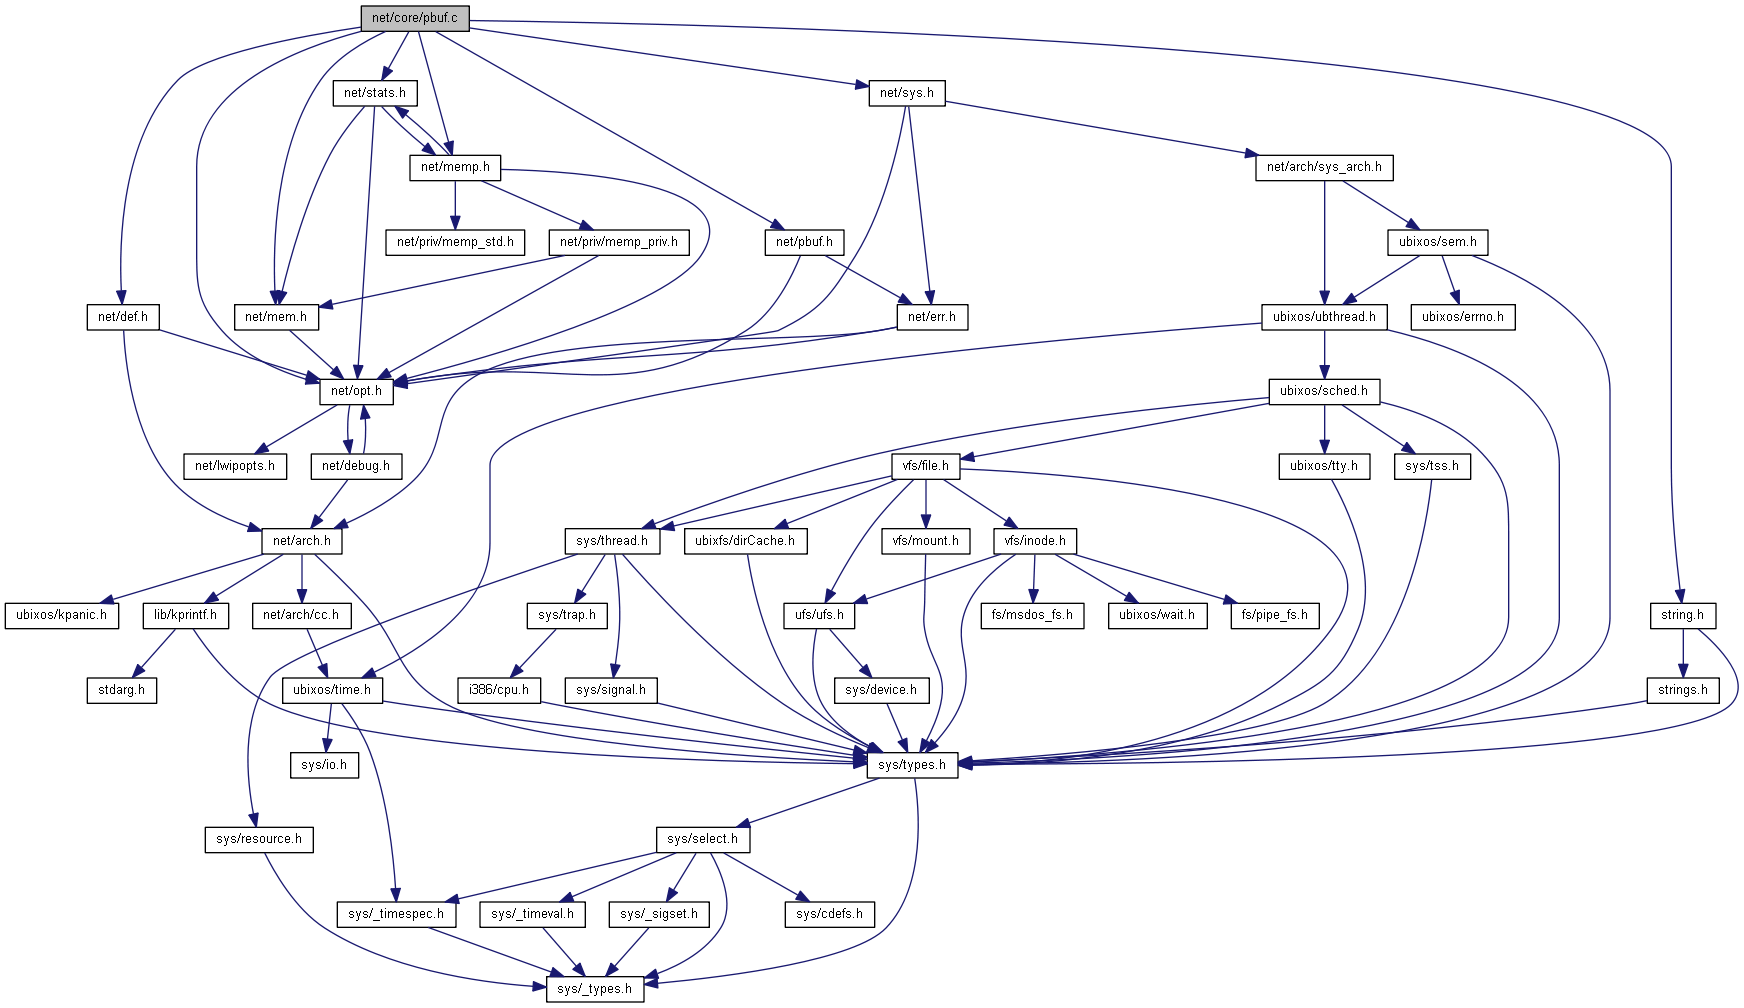 net/core/pbuf.c
net/stats.h
net/sys.h
net/memp.h
net/arch/sys_arch.h
net/priv/memp_std.h
net/priv/memp_priv.h
net/pbuf.h
ubixos/sem.h
net/def.h
net/mem.h
net/err.h
ubixos/ubthread.h
ubixos/errno.h
net/opt.h
ubixos/sched.h
net/lwipopts.h
net/debug.h
vfs/file.h
ubixos/tty.h
sys/tss.h
net/arch.h
sys/thread.h
ubixfs/dirCache.h
vfs/mount.h
vfs/inode.h
ubixos/kpanic.h
lib/kprintf.h
net/arch/cc.h
sys/trap.h
ufs/ufs.h
fs/msdos_fs.h
ubixos/wait.h
fs/pipe_fs.h
string.h
stdarg.h
ubixos/time.h
i386/cpu.h
sys/signal.h
sys/device.h
strings.h
sys/io.h
sys/types.h
sys/resource.h
sys/select.h
sys/_timespec.h
sys/_timeval.h
sys/_sigset.h
sys/cdefs.h
sys/_types.h